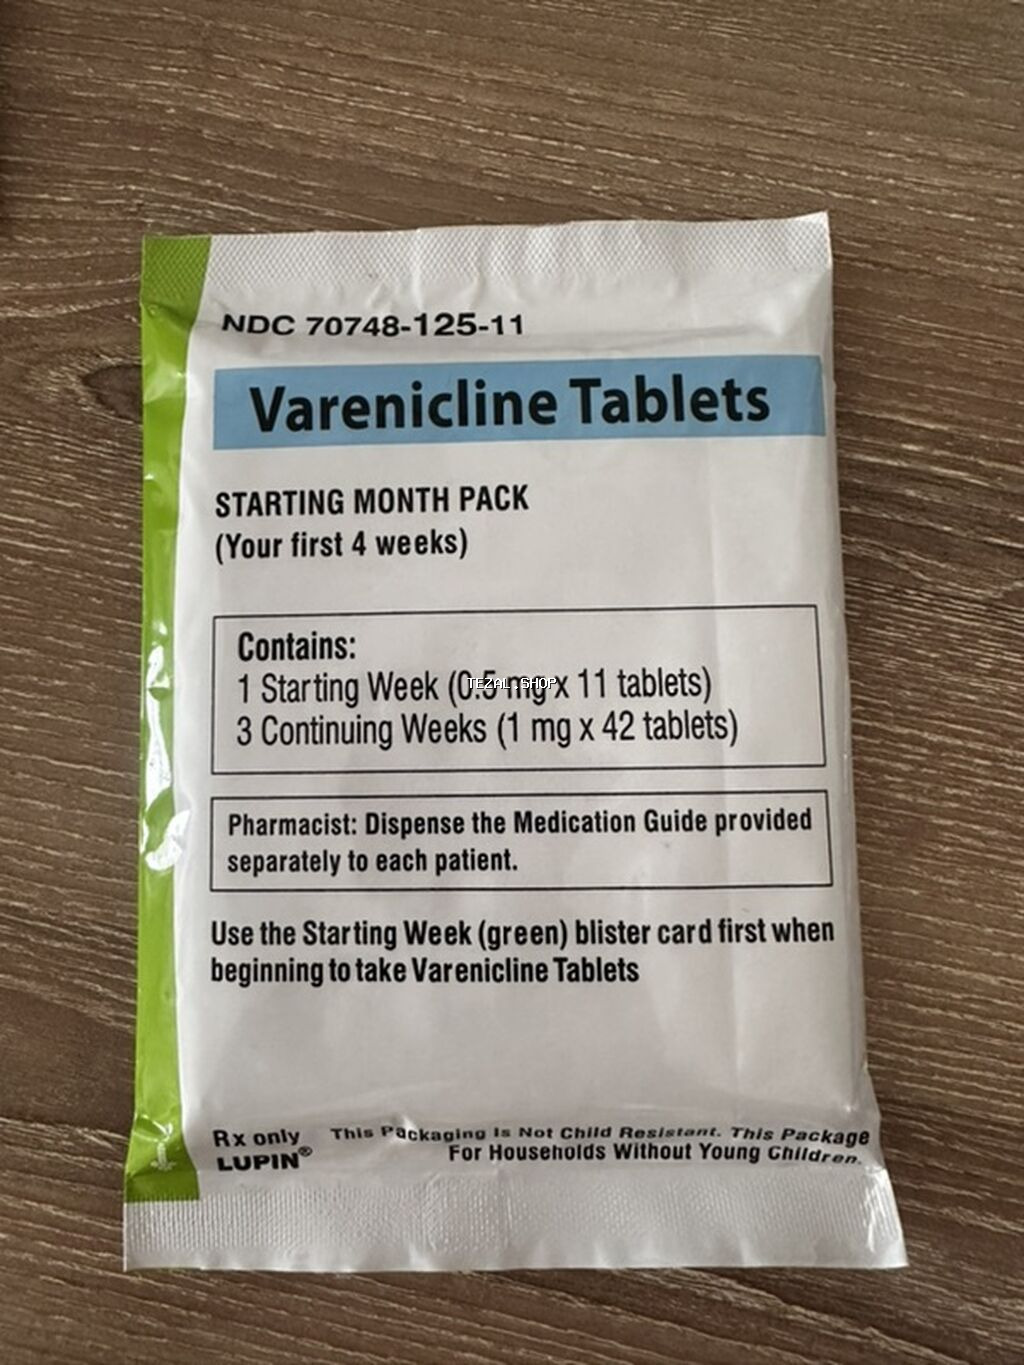 NDC 70748-125-11
Varenicline Tablets
STARTING MONTH PACK
(Your first 4 weeks)
Contains:
1 Starting Week (0.5 mg x 11 tablets)
TEZAL.SHOP
3 Continuing Weeks (1 mg x 42 tablets)
Pharmacist: Dispense the Medication Guide provided
separately to each patient.
Use the Starting Week (green) blister card first when
beginning to take Varenicline Tablets
Rx only
LUPIN®
This Packaging Is Not Child Resistant. This Package
For Households Without Young Children.